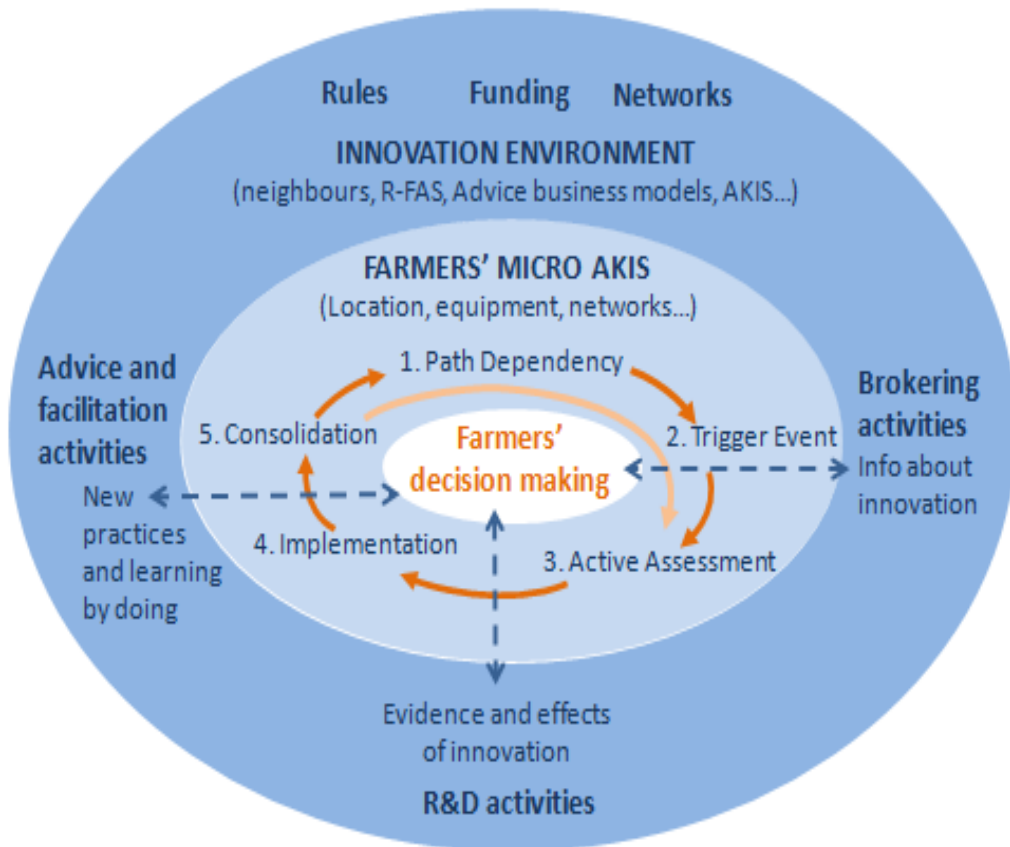 Rules Funding Networks
INNOVATION ENVIRONMENT
(neighbours, R-FAS, Advice business models, AKIS...)
FARMERS' MICRO AKIS
(Location, equipment, networks...)
1. Path Dependency
2. Trigger Event
3. Active Assessment
4. Implementation
5. Consolidation
Farmers'
decision making
Advice and
facilitation
activities
New
practices
and learning
by doing
Brokering
activities
Info about
innovation
Evidence and effects
of innovation
R&D activities